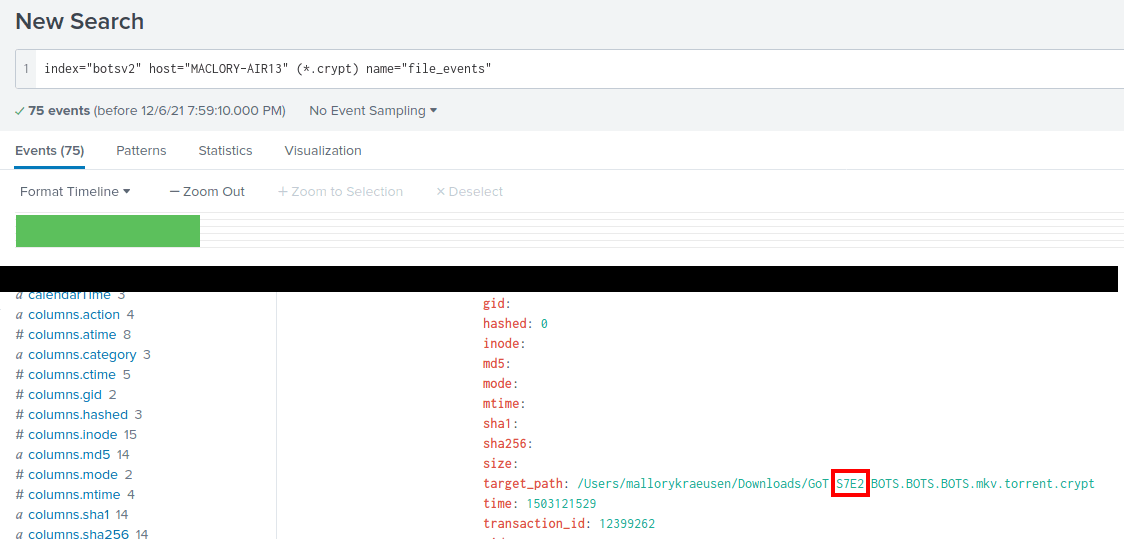 New Search
1 index="botsv2" host="MACLORY-AIR13" (*.crypt) name="file_events"
✓ 75 events (before 12/6/21 7:59:10.000 PM) No Event Sampling ▾
Events (75) Patterns Statistics Visualization
Format Timeline ▾ — Zoom Out + Zoom to Selection × Deselect
a calendarTime 3
a columns.action 4
# columns.atime 8
a columns.category 3
# columns.ctime 5
# columns.gid 2
# columns.hashed 3
# columns.inode 15
a columns.md5 14
# columns.mode 2
# columns.mtime 4
a columns.sha1 14
a columns.sha256 14
gid:
hashed: 0
inode:
md5:
mode:
mtime:
sha1:
sha256:
size:
target_path: /Users/mallorykraeusen/Downloads/GoT.S7E2.BOTS.BOTS.BOTS.mkv.torrent.crypt
time: 1503121529
transaction_id: 12399262